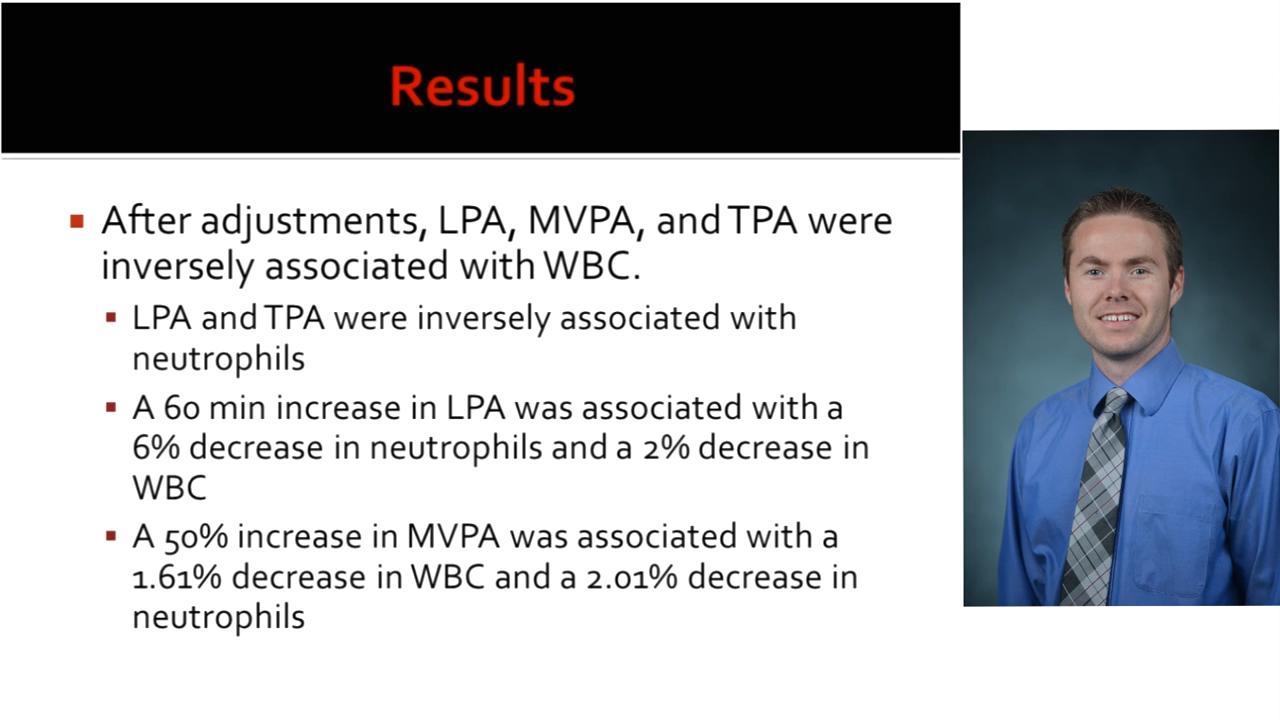 Results
After adjustments, LPA, MVPA, and TPA were
inversely associated with WBC.
LPA and TPA were inversely associated with
neutrophils
A 60 min increase in LPA was associated with a
6% decrease in neutrophils and a 2% decrease in
WBC
A 50% increase in MVPA was associated with a
1.61% decrease in WBC and a 2.01% decrease in
neutrophils